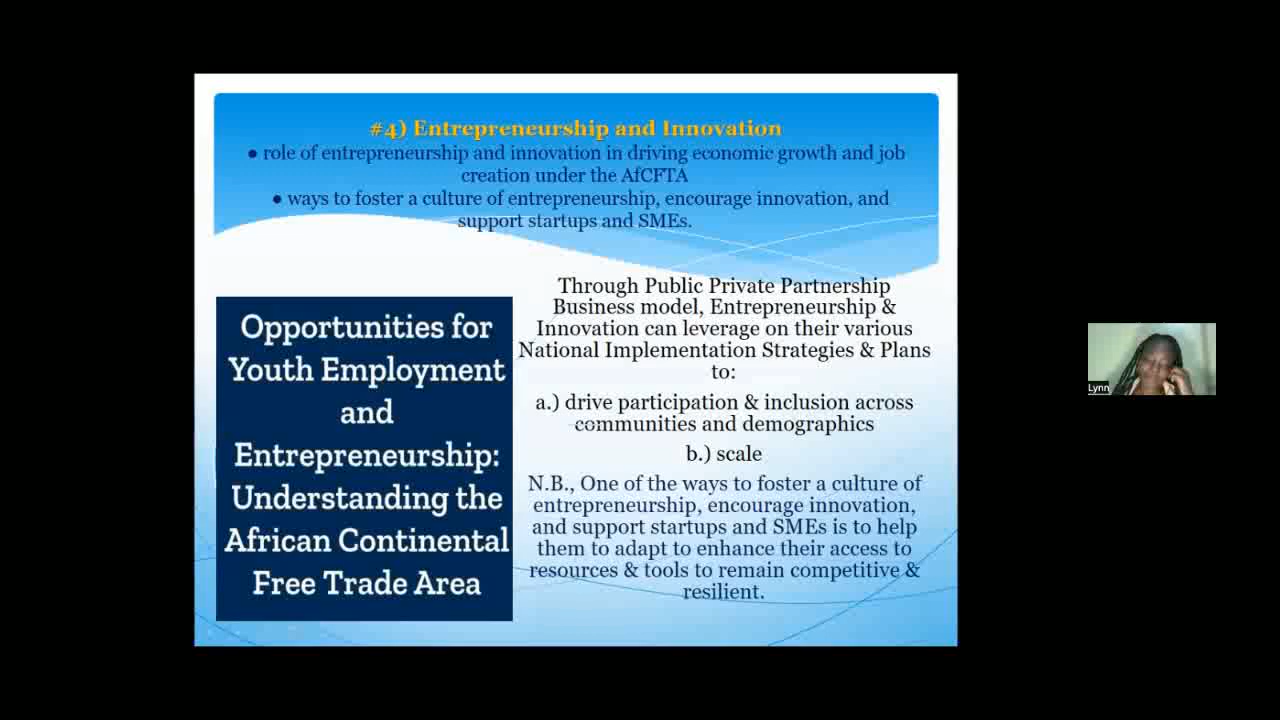 #4) Entrepreneurship and Innovation
● role of entrepreneurship and innovation in driving economic growth and job
creation under the AfCFTA
● ways to foster a culture of entrepreneurship, encourage innovation, and
support startups and SMEs.
Opportunities for
Youth Employment
and
Entrepreneurship:
Understanding the
African Continental
Free Trade Area
Through Public Private Partnership
Business model, Entrepreneurship &
Innovation can leverage on their various
National Implementation Strategies & Plans
to:
a.) drive participation & inclusion across
communities and demographics
b.) scale
N.B., One of the ways to foster a culture of
entrepreneurship, encourage innovation,
and support startups and SMEs is to help
them to adapt to enhance their access to
resources & tools to remain competitive &
resilient.
Lynn